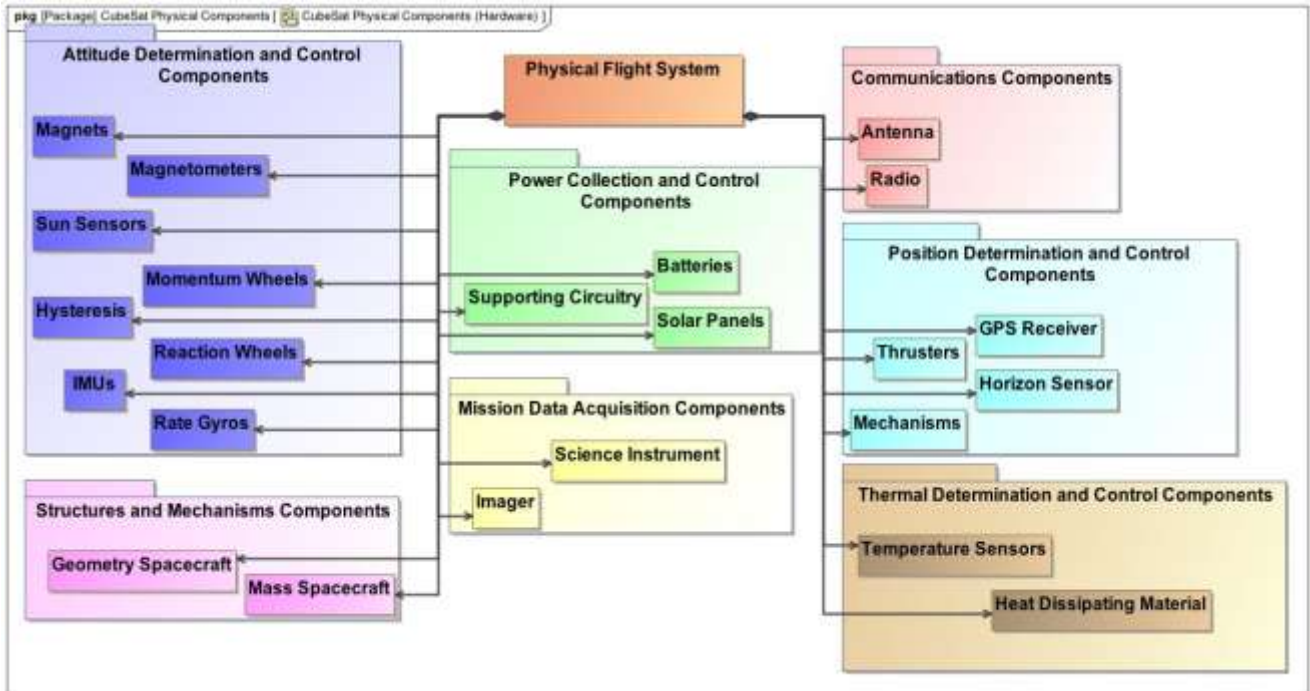 pkg [Package] CubeSat Physical Components [ CubeSat Physical Components (Hardware) ]
Attitude Determination and Control
Components
Magnets
Magnetometers
Sun Sensors
Momentum Wheels
Hysteresis
Reaction Wheels
IMUs
Rate Gyros
Structures and Mechanisms Components
Geometry Spacecraft
Mass Spacecraft
Physical Flight System
Power Collection and Control
Components
Batteries
Supporting Circuitry
Solar Panels
Mission Data Acquisition Components
Science Instrument
Imager
Communications Components
Antenna
Radio
Position Determination and Control
Components
GPS Receiver
Thrusters
Horizon Sensor
Mechanisms
Thermal Determination and Control Components
Temperature Sensors
Heat Dissipating Material